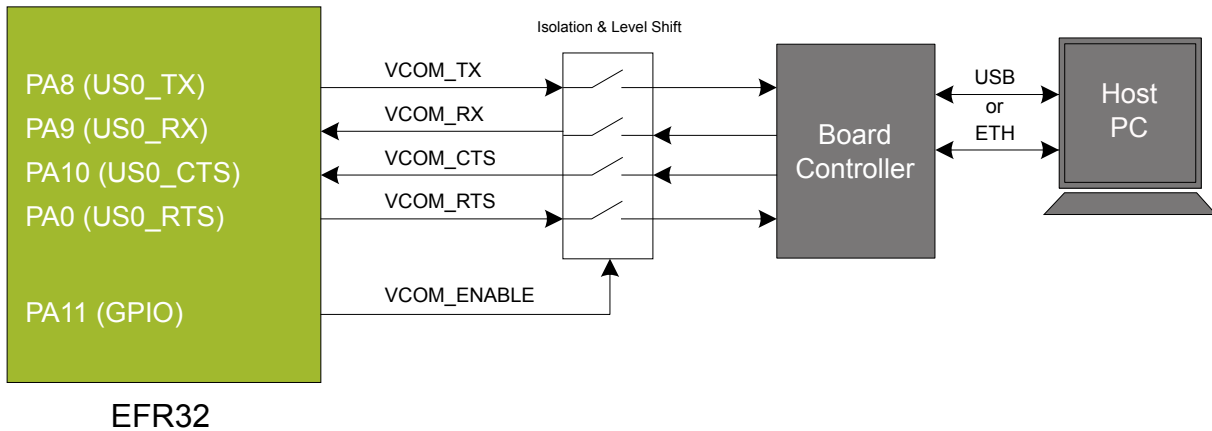 Isolation & Level Shift
PA8 (US0_TX)
PA9 (US0_RX)
PA10 (US0_CTS)
PA0 (US0_RTS)
PA11 (GPIO)
VCOM_TX
VCOM_RX
VCOM_CTS
VCOM_RTS
VCOM_ENABLE
Board
Controller
USB
or
ETH
Host
PC
EFR32